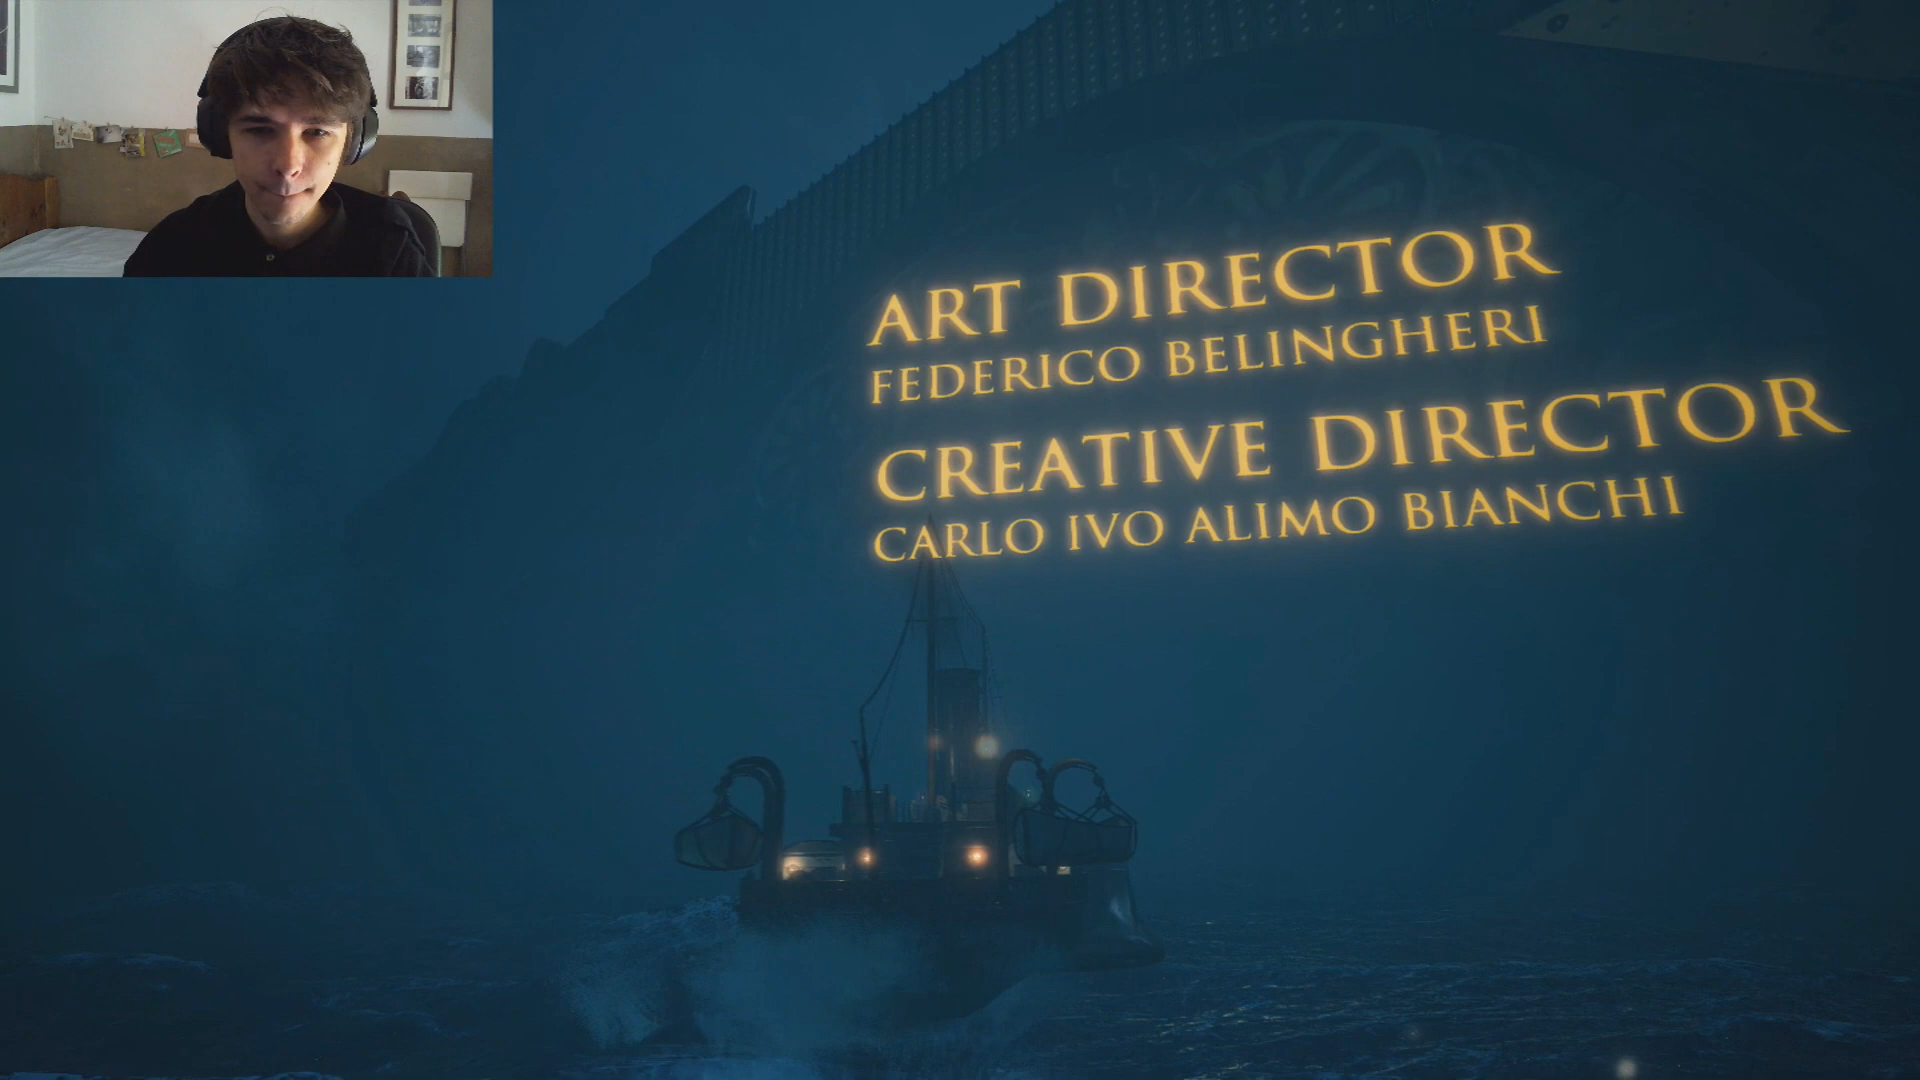 ART DIRECTOR
FEDERICO BELINGHERI
CREATIVE DIRECTOR
CARLO IVO ALIMO BIANCHI